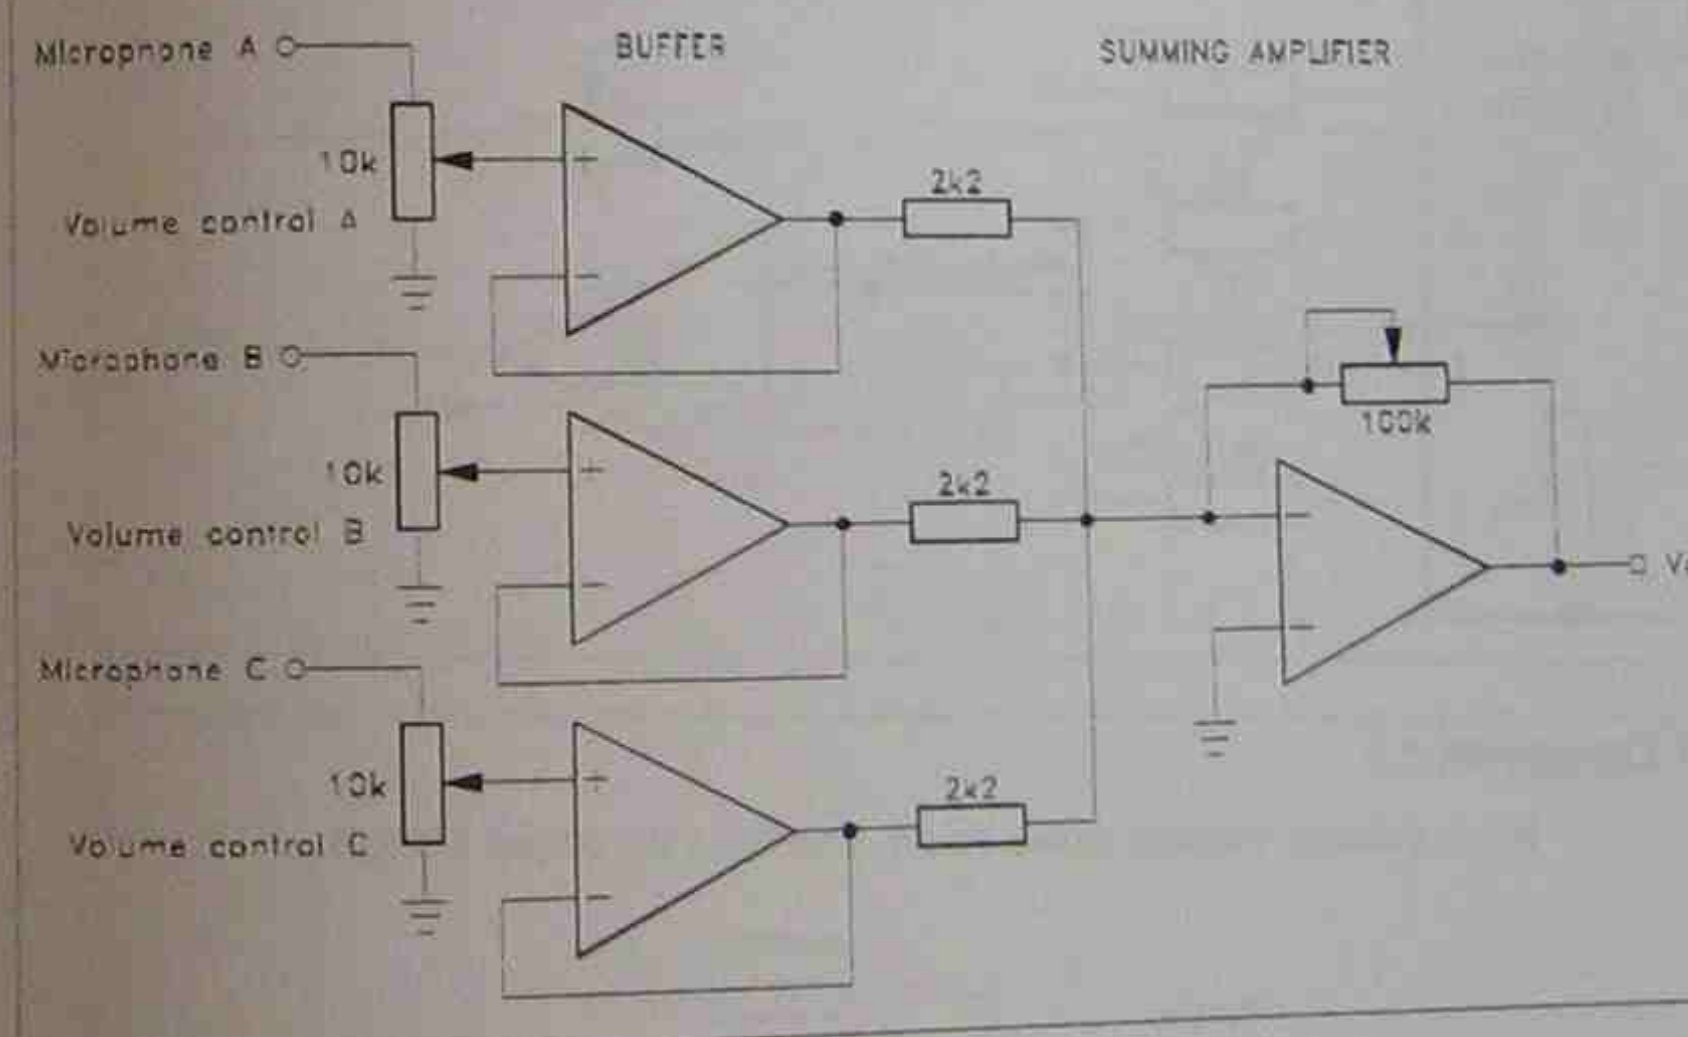 Microphone A
BUFFER
SUMMING AMPLIFIER
10k
+
Volume control A
−
2k2
Microphone B
100k
10k
+
Volume control B
−
2k2
−
−
Microphone C
10k
+
Volume control C
−
2k2